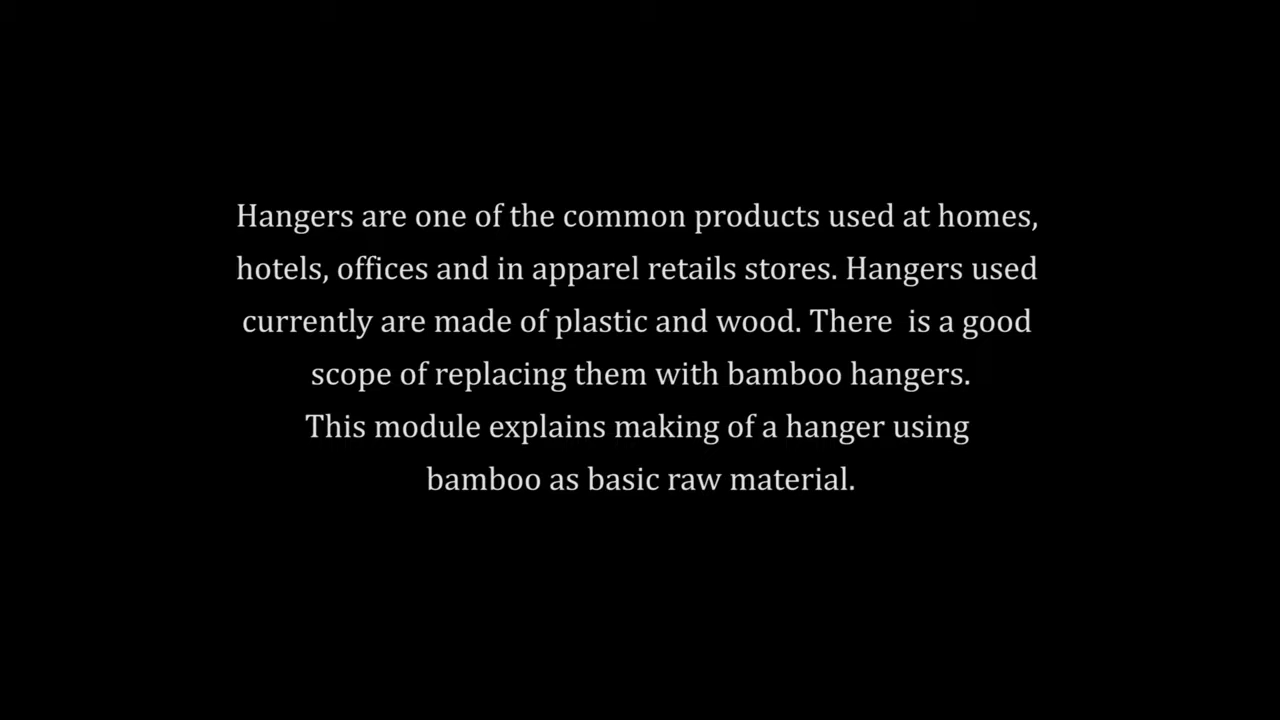 Hangers are one of the common products used at homes,
hotels, offices and in apparel retails stores. Hangers used
currently are made of plastic and wood. There  is a good
scope of replacing them with bamboo hangers.
This module explains making of a hanger using
bamboo as basic raw material.